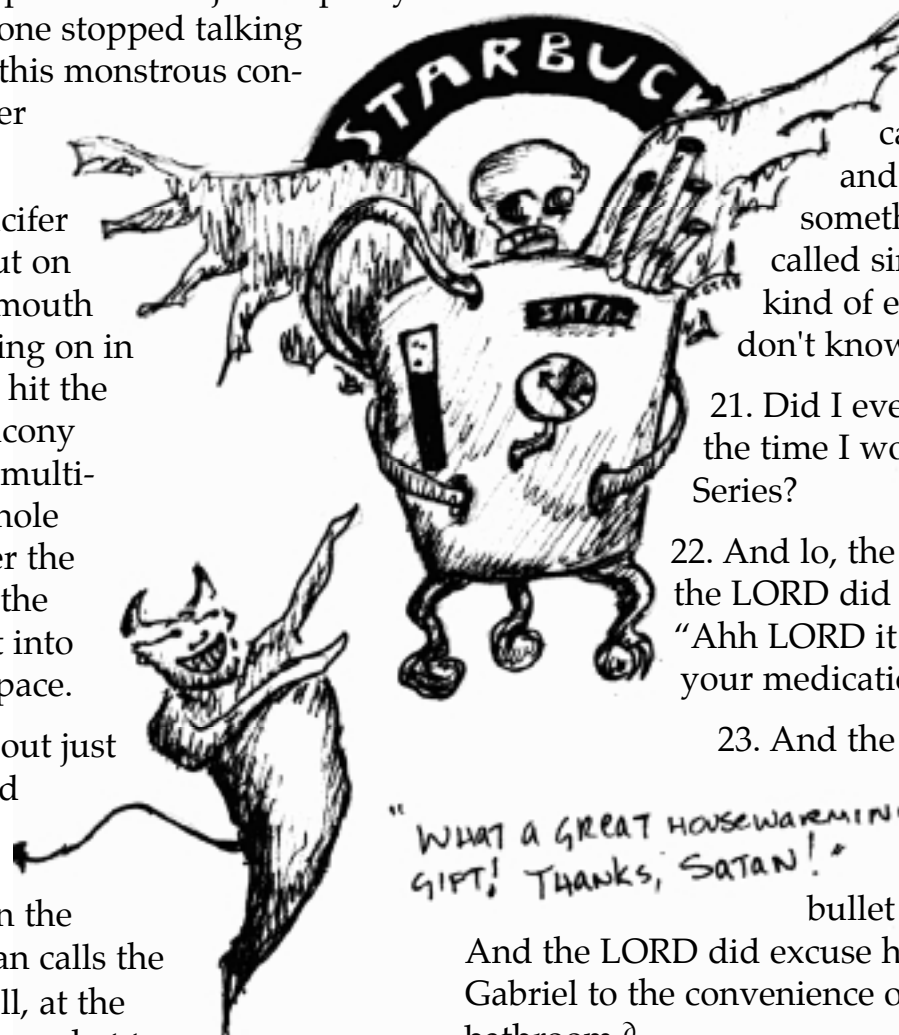 one stopped talking
this monstrous con-
er
cifer
ut on
mouth
ing on in
hit the
cony
multi-
hole
er the
the
t into
pace.
out just
d
n the
an calls the
ll, at the
STARBUCK
SATAN
ca
and
someth
called sin
kind of e
don't know
21. Did I eve
the time I wo
Series?
22. And lo, the
the LORD did
“Ahh LORD it
your medicatio
23. And the
"WHAT A GREAT HOUSEWARMING
GIFT! THANKS, SATAN!"
bullet
And the LORD did excuse h
Gabriel to the convenience o